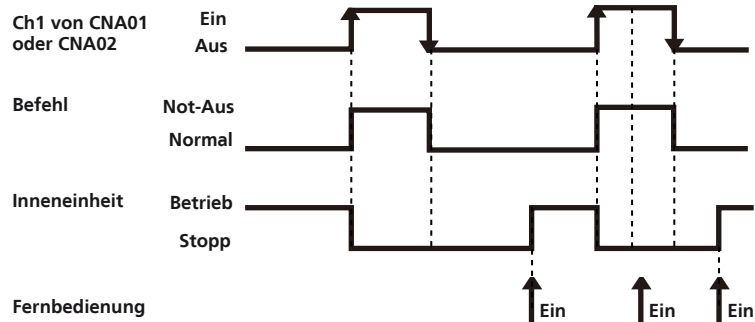 Ch1 von CNA01
oder CNA02
Ein
Aus
Befehl
Not-Aus
Normal
Inneneinheit
Betrieb
Stopp
Fernbedienung
Ein
Ein
Ein